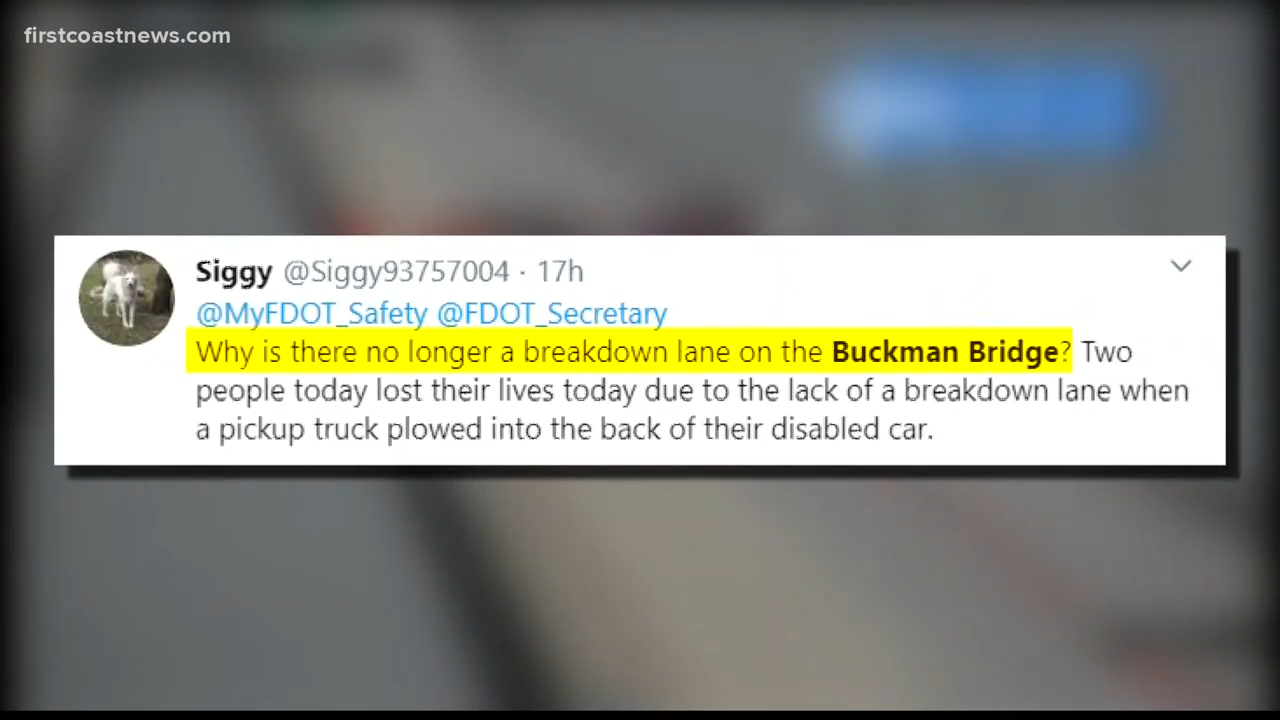 firstcoastnews.com
Siggy @Siggy93757004 · 17h
@MyFDOT_Safety @FDOT_Secretary
Why is there no longer a breakdown lane on the Buckman Bridge? Two
people today lost their lives today due to the lack of a breakdown lane when
a pickup truck plowed into the back of their disabled car.